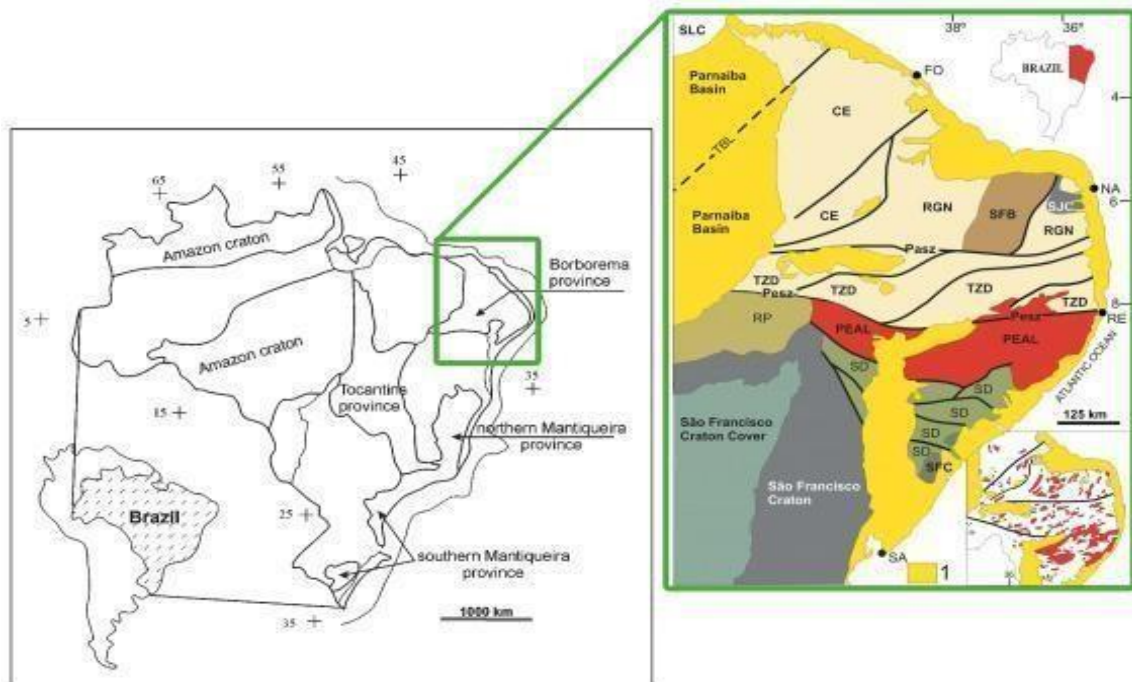 65
55
45
Amazon craton
Borborema
province
5
Amazon craton
35
Tocantins
province
15
northern Mantiqueira
province
Brazil
25
southern Mantiqueira
province
35
1000 km
SLC
38º
36º
FO
BRAZIL
Parnaiba
Basin
4
CE
TBL
NA
6
SJC
CE
RGN
SFB
RGN
Parnaiba
Basin
Pasz
TZD
Pesz
TZD
TZD
TZD
8
RE
RP
PEAL
Pesz
PEAL
SD
SD
ATLANTIC OCEAN
125 km
São Francisco
Craton Cover
SD
SD
SD
SFC
São Francisco
Craton
SA
1